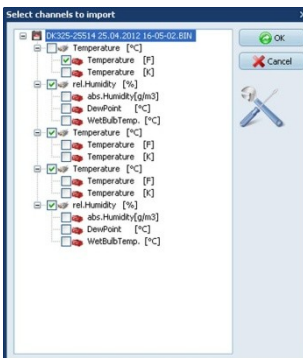 Select channels to import
DK325-25514 25.04.2012 16-05-02.BIN
Temperature [°C]
Temperature [F]
Temperature [K]
rel.Humidity [%]
abs.Humidity[g/m3]
DewPoint [°C]
WetBulbTemp. [°C]
Temperature [°C]
Temperature [F]
Temperature [K]
Temperature [°C]
Temperature [F]
Temperature [K]
rel.Humidity [%]
abs.Humidity[g/m3]
DewPoint [°C]
WetBulbTemp. [°C]
OK
Cancel